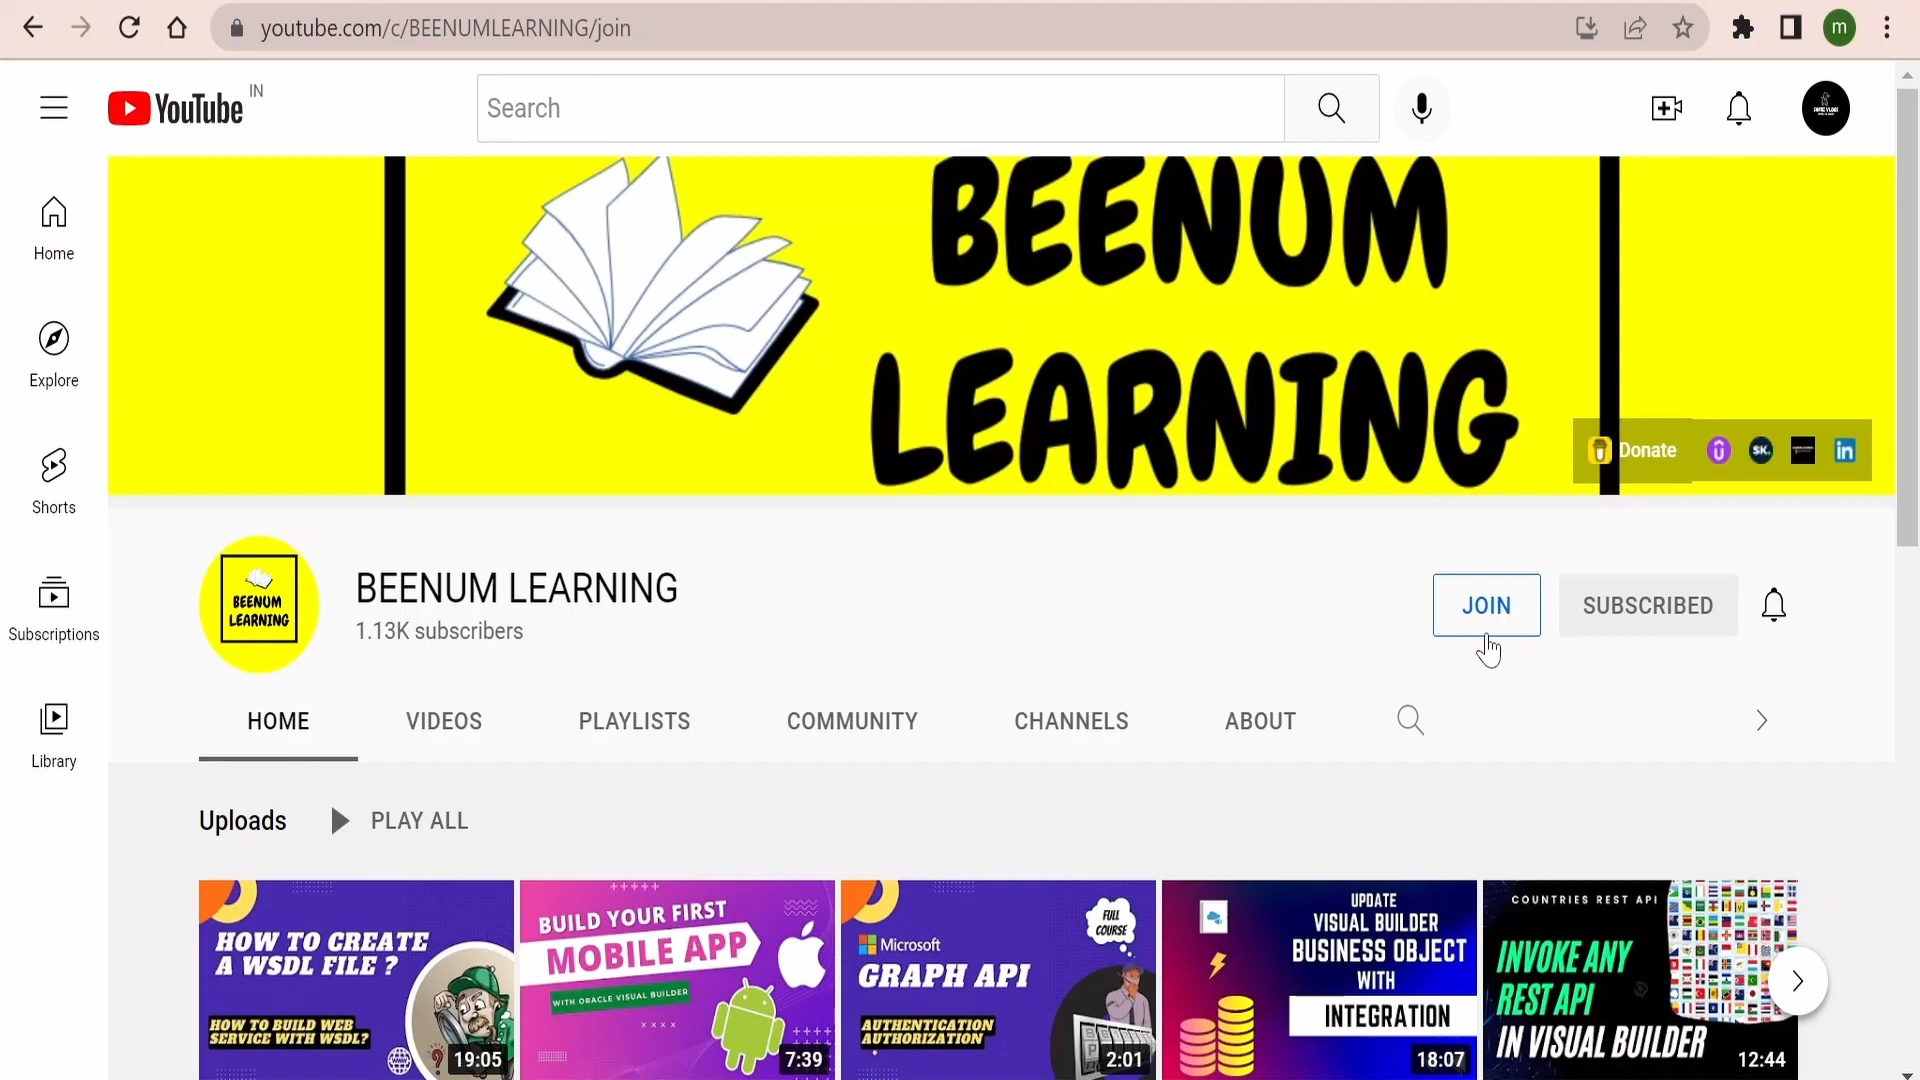 youtube.com/c/BEENUMLEARNING/join
m
YouTube IN
Search
Home
Explore
Shorts
Subscriptions
Library
BEENUM
LEARNING
Donate
SK.
in
BEENUM
LEARNING
BEENUM LEARNING
1.13K subscribers
JOIN
SUBSCRIBED
HOME
VIDEOS
PLAYLISTS
COMMUNITY
CHANNELS
ABOUT
Uploads
PLAY ALL
HOW TO CREATE
A WSDL FILE ?
HOW TO BUILD WEB
SERVICE WITH WSDL?
19:05
BUILD YOUR FIRST
MOBILE APP
WITH ORACLE VISUAL BUILDER
7:39
FULL
COURSE
Microsoft
GRAPH API
AUTHENTICATION
AUTHORIZATION
2:01
UPDATE
VISUAL BUILDER
BUSINESS OBJECT
WITH
INTEGRATION
18:07
COUNTRIES REST API
INVOKE ANY
REST API
IN VISUAL BUILDER
12:44